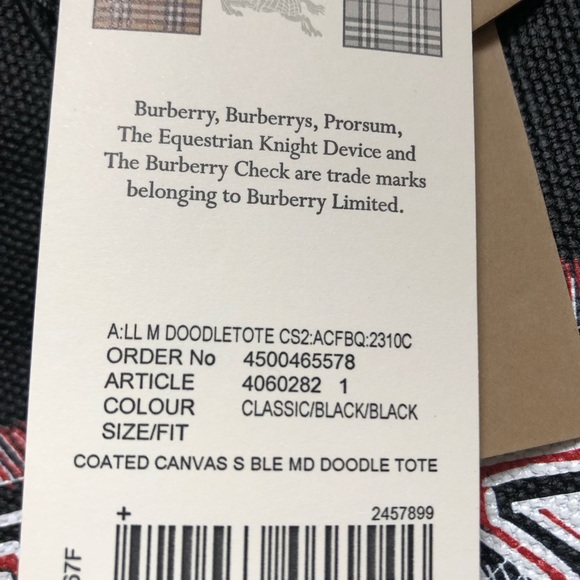 Burberry, Burberrys, Prorsum,
The Equestrian Knight Device and
The Burberry Check are trade marks
belonging to Burberry Limited.
A:LL M DOODLETOTE CS2:ACFBQ:2310C
ORDER No 4500465578
ARTICLE 4060282 1
COLOUR CLASSIC/BLACK/BLACK
SIZE/FIT
COATED CANVAS S BLE MD DOODLE TOTE
+ 2457899
67F